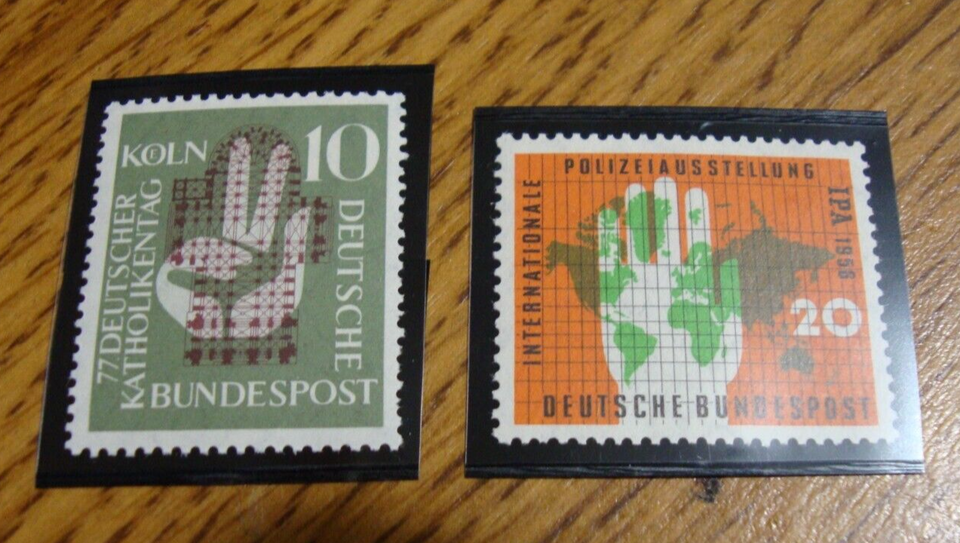 KÖLN
10
77. DEUTSCHER
KATHOLIKENTAG
DEUTSCHE
BUNDESPOST
POLIZEIAUSSTELLUNG
INTERNATIONALE
IPA 1956
20
DEUTSCHE BUNDESPOST